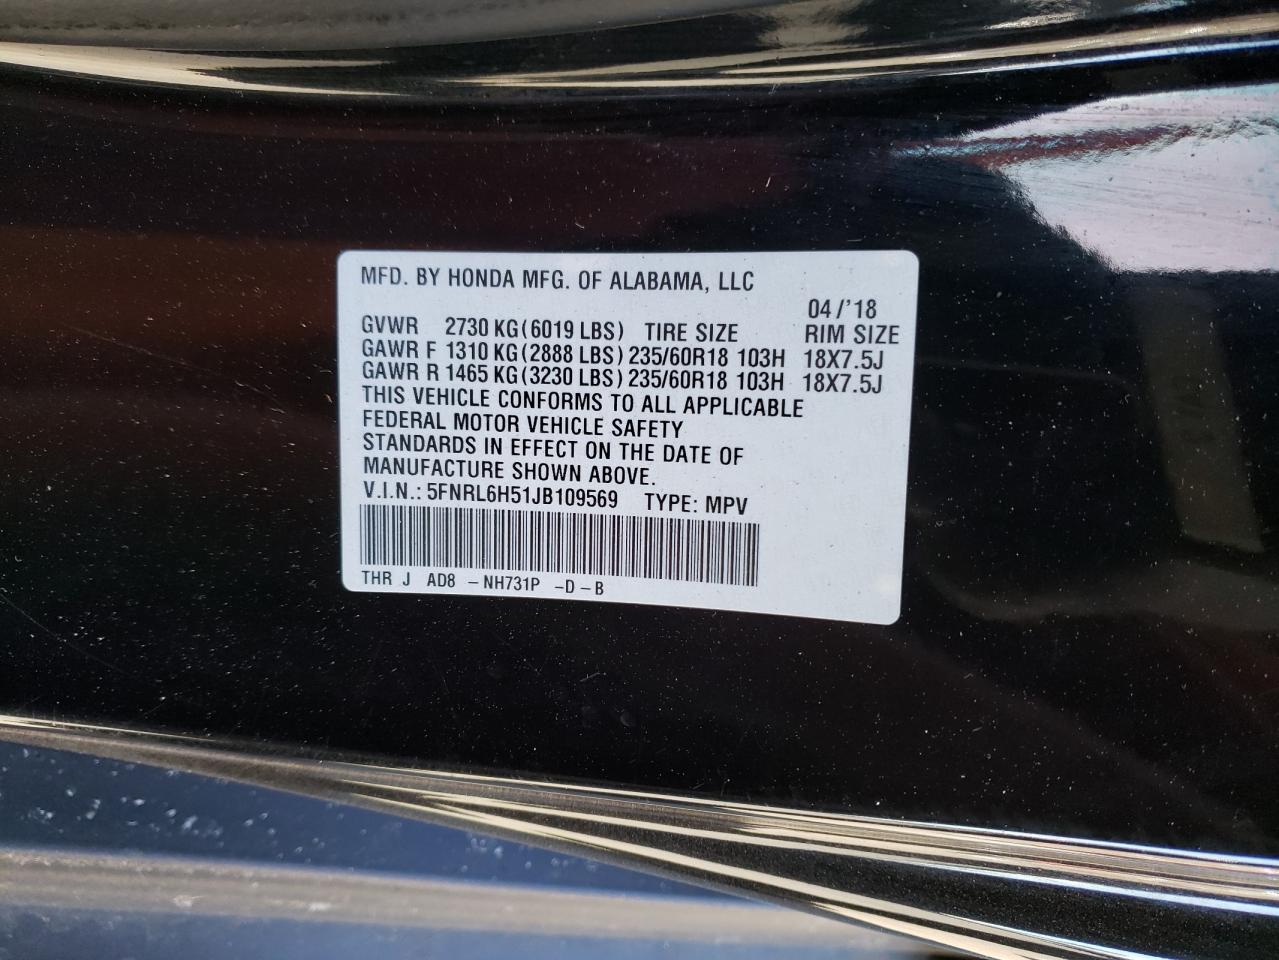 MFD. BY HONDA MFG. OF ALABAMA, LLC
04/'18
GVWR 2730 KG(6019 LBS) TIRE SIZE RIM SIZE
GAWR F 1310 KG(2888 LBS) 235/60R18 103H 18X7.5J
GAWR R 1465 KG(3230 LBS) 235/60R18 103H 18X7.5J
THIS VEHICLE CONFORMS TO ALL APPLICABLE
FEDERAL MOTOR VEHICLE SAFETY
STANDARDS IN EFFECT ON THE DATE OF
MANUFACTURE SHOWN ABOVE.
V.I.N.: 5FNRL6H51JB109569 TYPE: MPV
THR J AD8 -NH731P -D-B